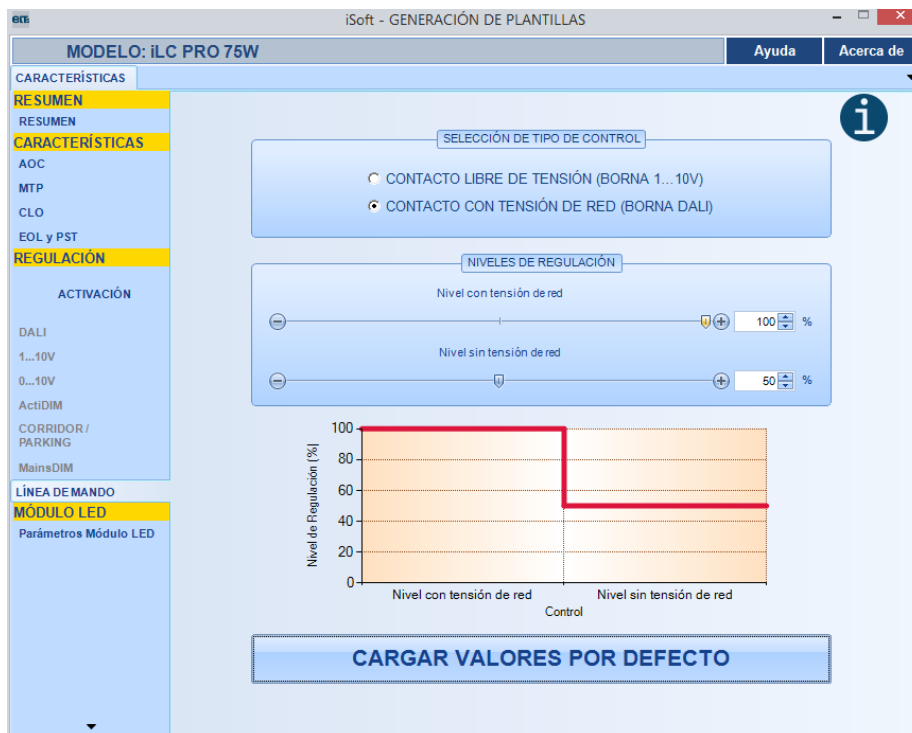 iSoft - GENERACIÓN DE PLANTILLAS
MODELO: iLC PRO 75W
Ayuda
Acerca de
CARACTERÍSTICAS
RESUMEN
RESUMEN
CARACTERÍSTICAS
AOC
MTP
CLO
EOL y PST
REGULACIÓN
ACTIVACIÓN
DALI
1...10V
0...10V
ActiDIM
CORRIDOR /
PARKING
MainsDIM
LÍNEA DE MANDO
MÓDULO LED
Parámetros Módulo LED
SELECCIÓN DE TIPO DE CONTROL
CONTACTO LIBRE DE TENSIÓN (BORNA 1...10V)
CONTACTO CON TENSIÓN DE RED (BORNA DALI)
NIVELES DE REGULACIÓN
Nivel con tensión de red
100 %
Nivel sin tensión de red
50 %
Nivel de Regulación (%)
100
80
60
40
20
0
Nivel con tensión de red
Nivel sin tensión de red
Control
CARGAR VALORES POR DEFECTO